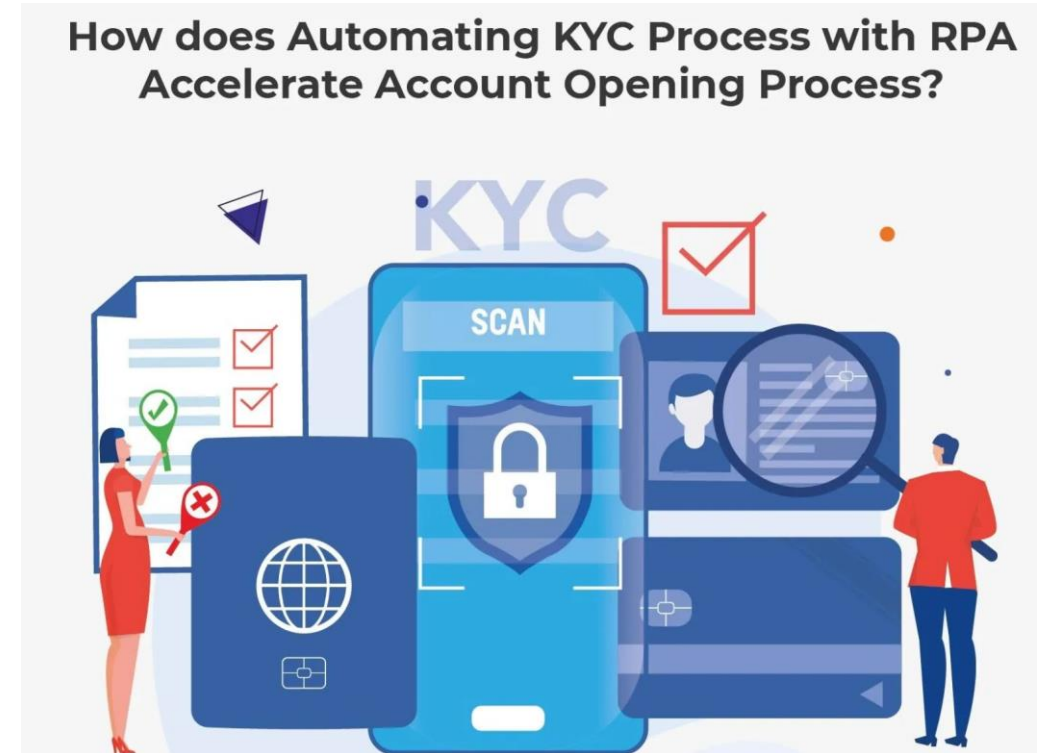 How does Automating KYC Process with RPA
Accelerate Account Opening Process?
KYC
SCAN